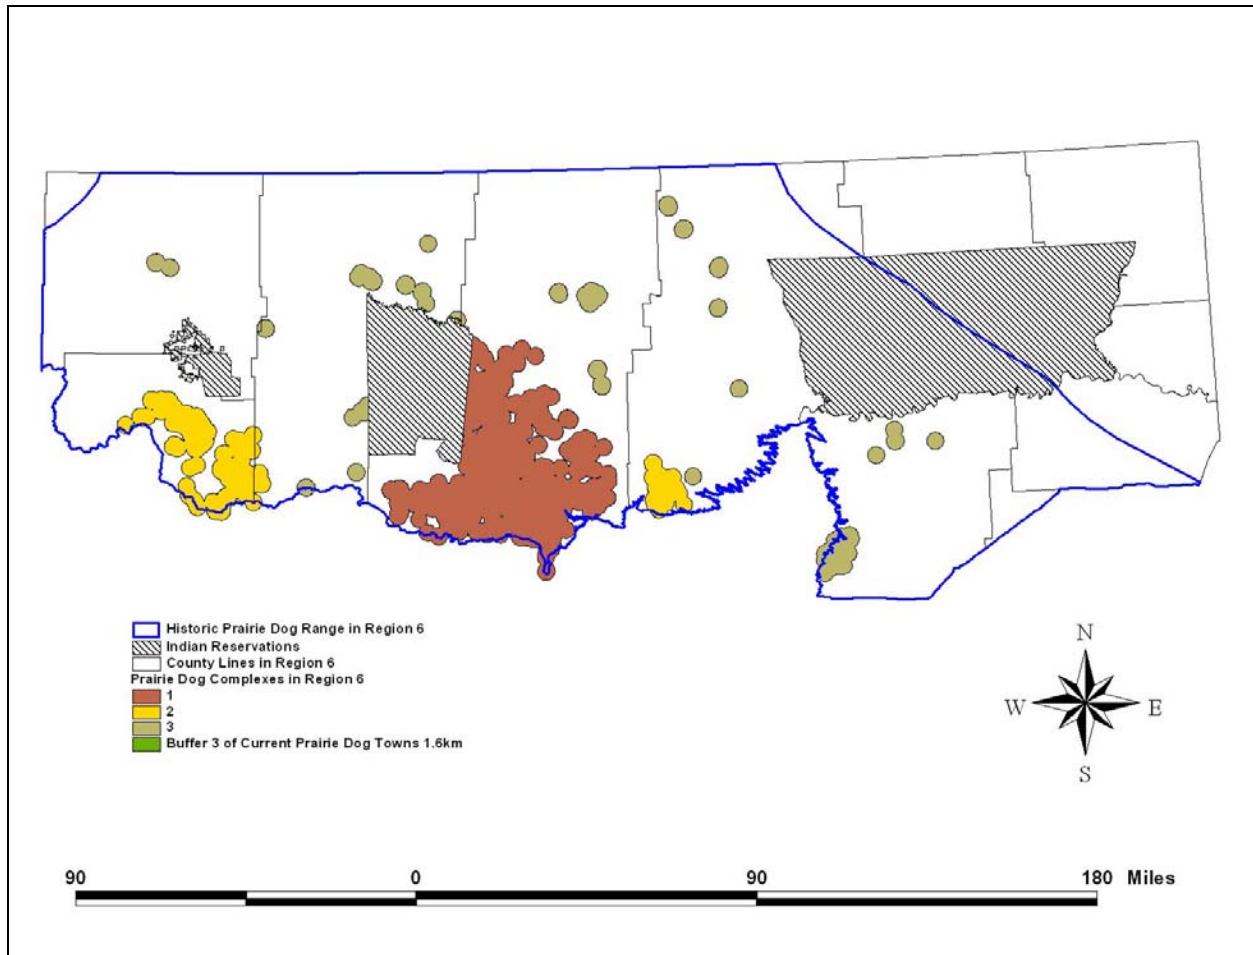 Historic Prairie Dog Range in Region 6
Indian Reservations
County Lines in Region 6
Prairie Dog Complexes in Region 6
1
2
3
Buffer 3 of Current Prairie Dog Towns 1.6km
N
W E
S
90 0 90 180 Miles